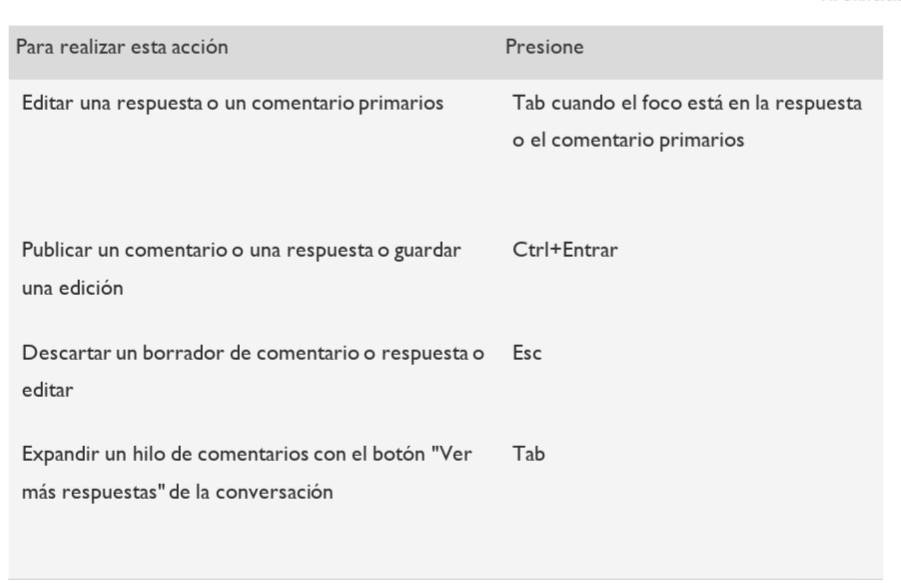 Para realizar esta acción Presione
Editar una respuesta o un comentario primarios Tab cuando el foco está en la respuesta
o el comentario primarios
Publicar un comentario o una respuesta o guardar Ctrl+Entrar
una edición
Descartar un borrador de comentario o respuesta o Esc
editar
Expandir un hilo de comentarios con el botón "Ver Tab
más respuestas" de la conversación